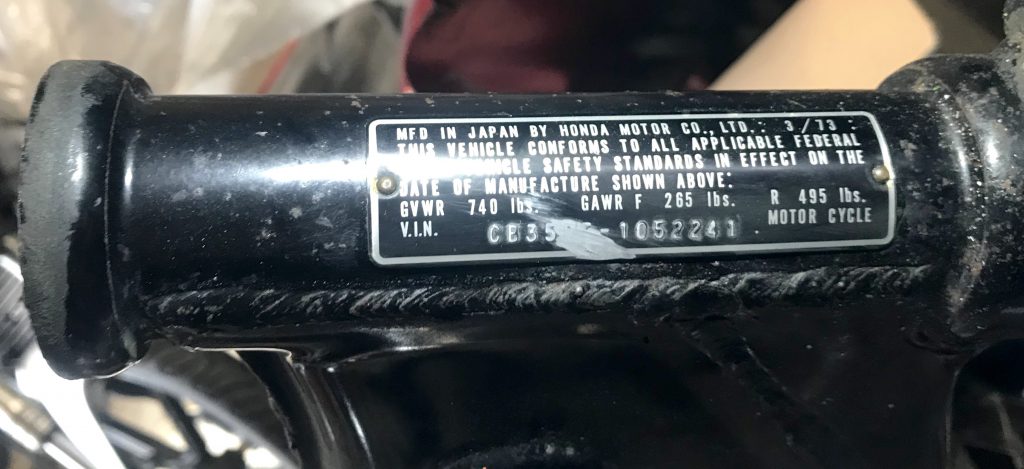 MFD IN JAPAN BY HONDA MOTOR CO., LTD.: 3/73 :
THIS VEHICLE CONFORMS TO ALL APPLICABLE FEDERAL
SAFETY STANDARDS IN EFFECT ON THE
DATE OF MANUFACTURE SHOWN ABOVE:
GVWR 740 lbs. GAWR F 265 lbs. R 495 lbs.
V.I.N. 1052241 MOTOR CYCLE